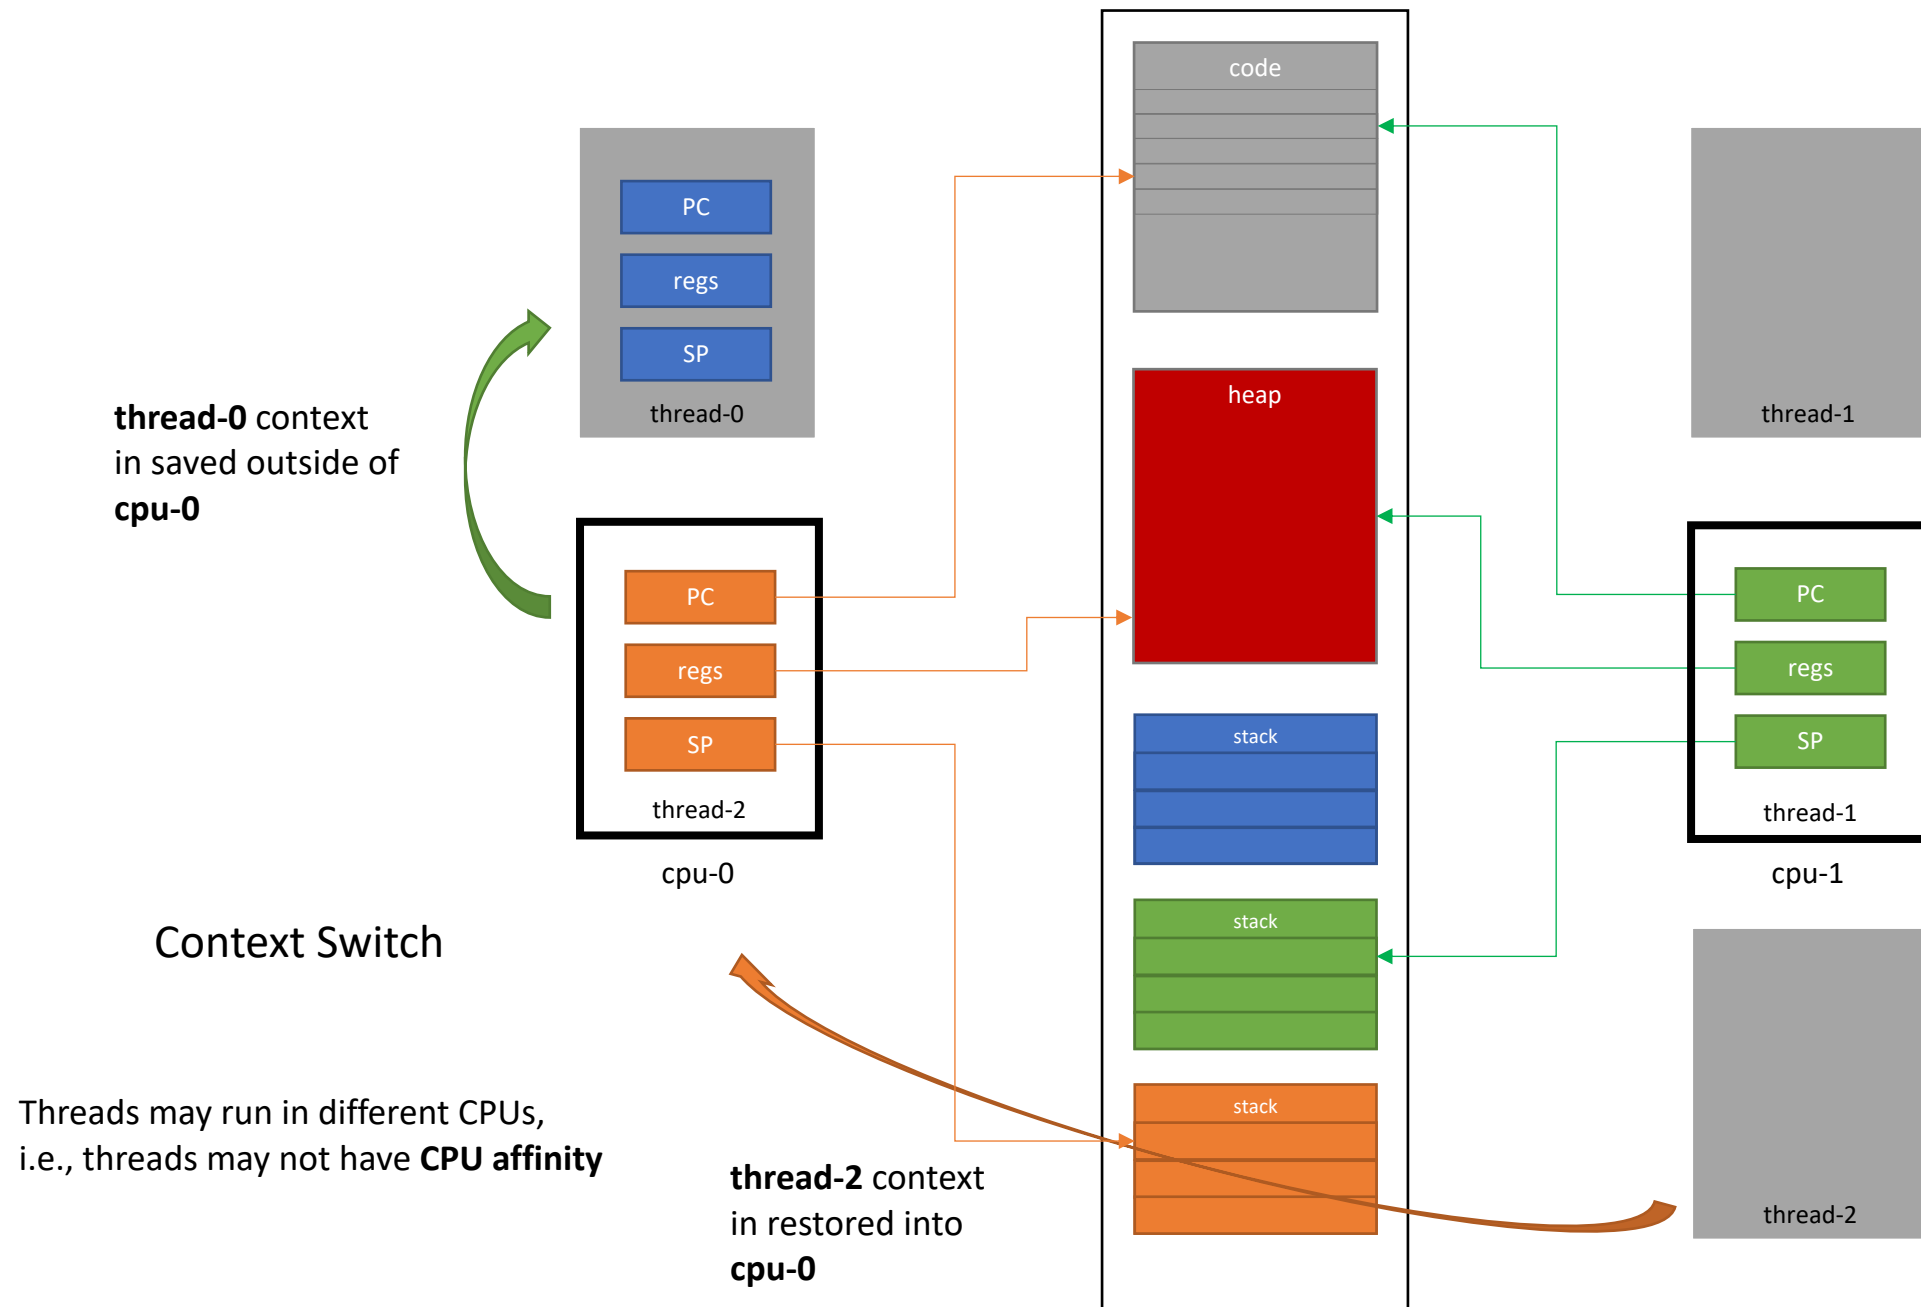 code
PC
regs
SP
thread-0
thread-1
heap
thread-0 context
in saved outside of
cpu-0
PC
regs
SP
thread-2
cpu-0
PC
regs
SP
thread-1
cpu-1
stack
stack
stack
Context Switch
Threads may run in different CPUs,
i.e., threads may not have CPU affinity
thread-2 context
in restored into
cpu-0
thread-2